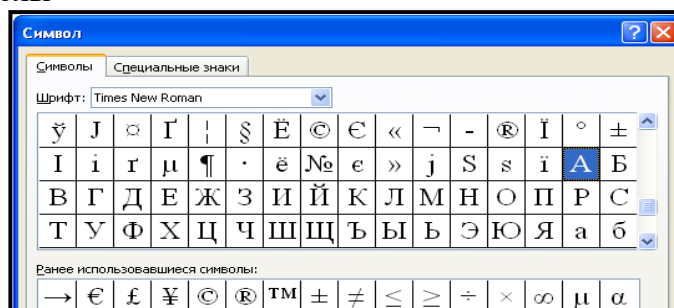 Символ
Символы Специальные знаки
Шрифт: Times New Roman
ў Ј ¤ Ґ ¦ § Ё © Є « ¬ - ® Ї ° ±
І і ґ µ ¶ · ё № є » ј Ѕ ѕ ї А Б
В Г Д Е Ж З И Й К Л М Н О П Р С
Т У Ф Х Ц Ч Ш Щ Ъ Ы Ь Э Ю Я а б
Ранее использовавшиеся символы:
→ € £ ¥ © ® ™ ± ≠ ≤ ≥ ÷ × ∞ µ α